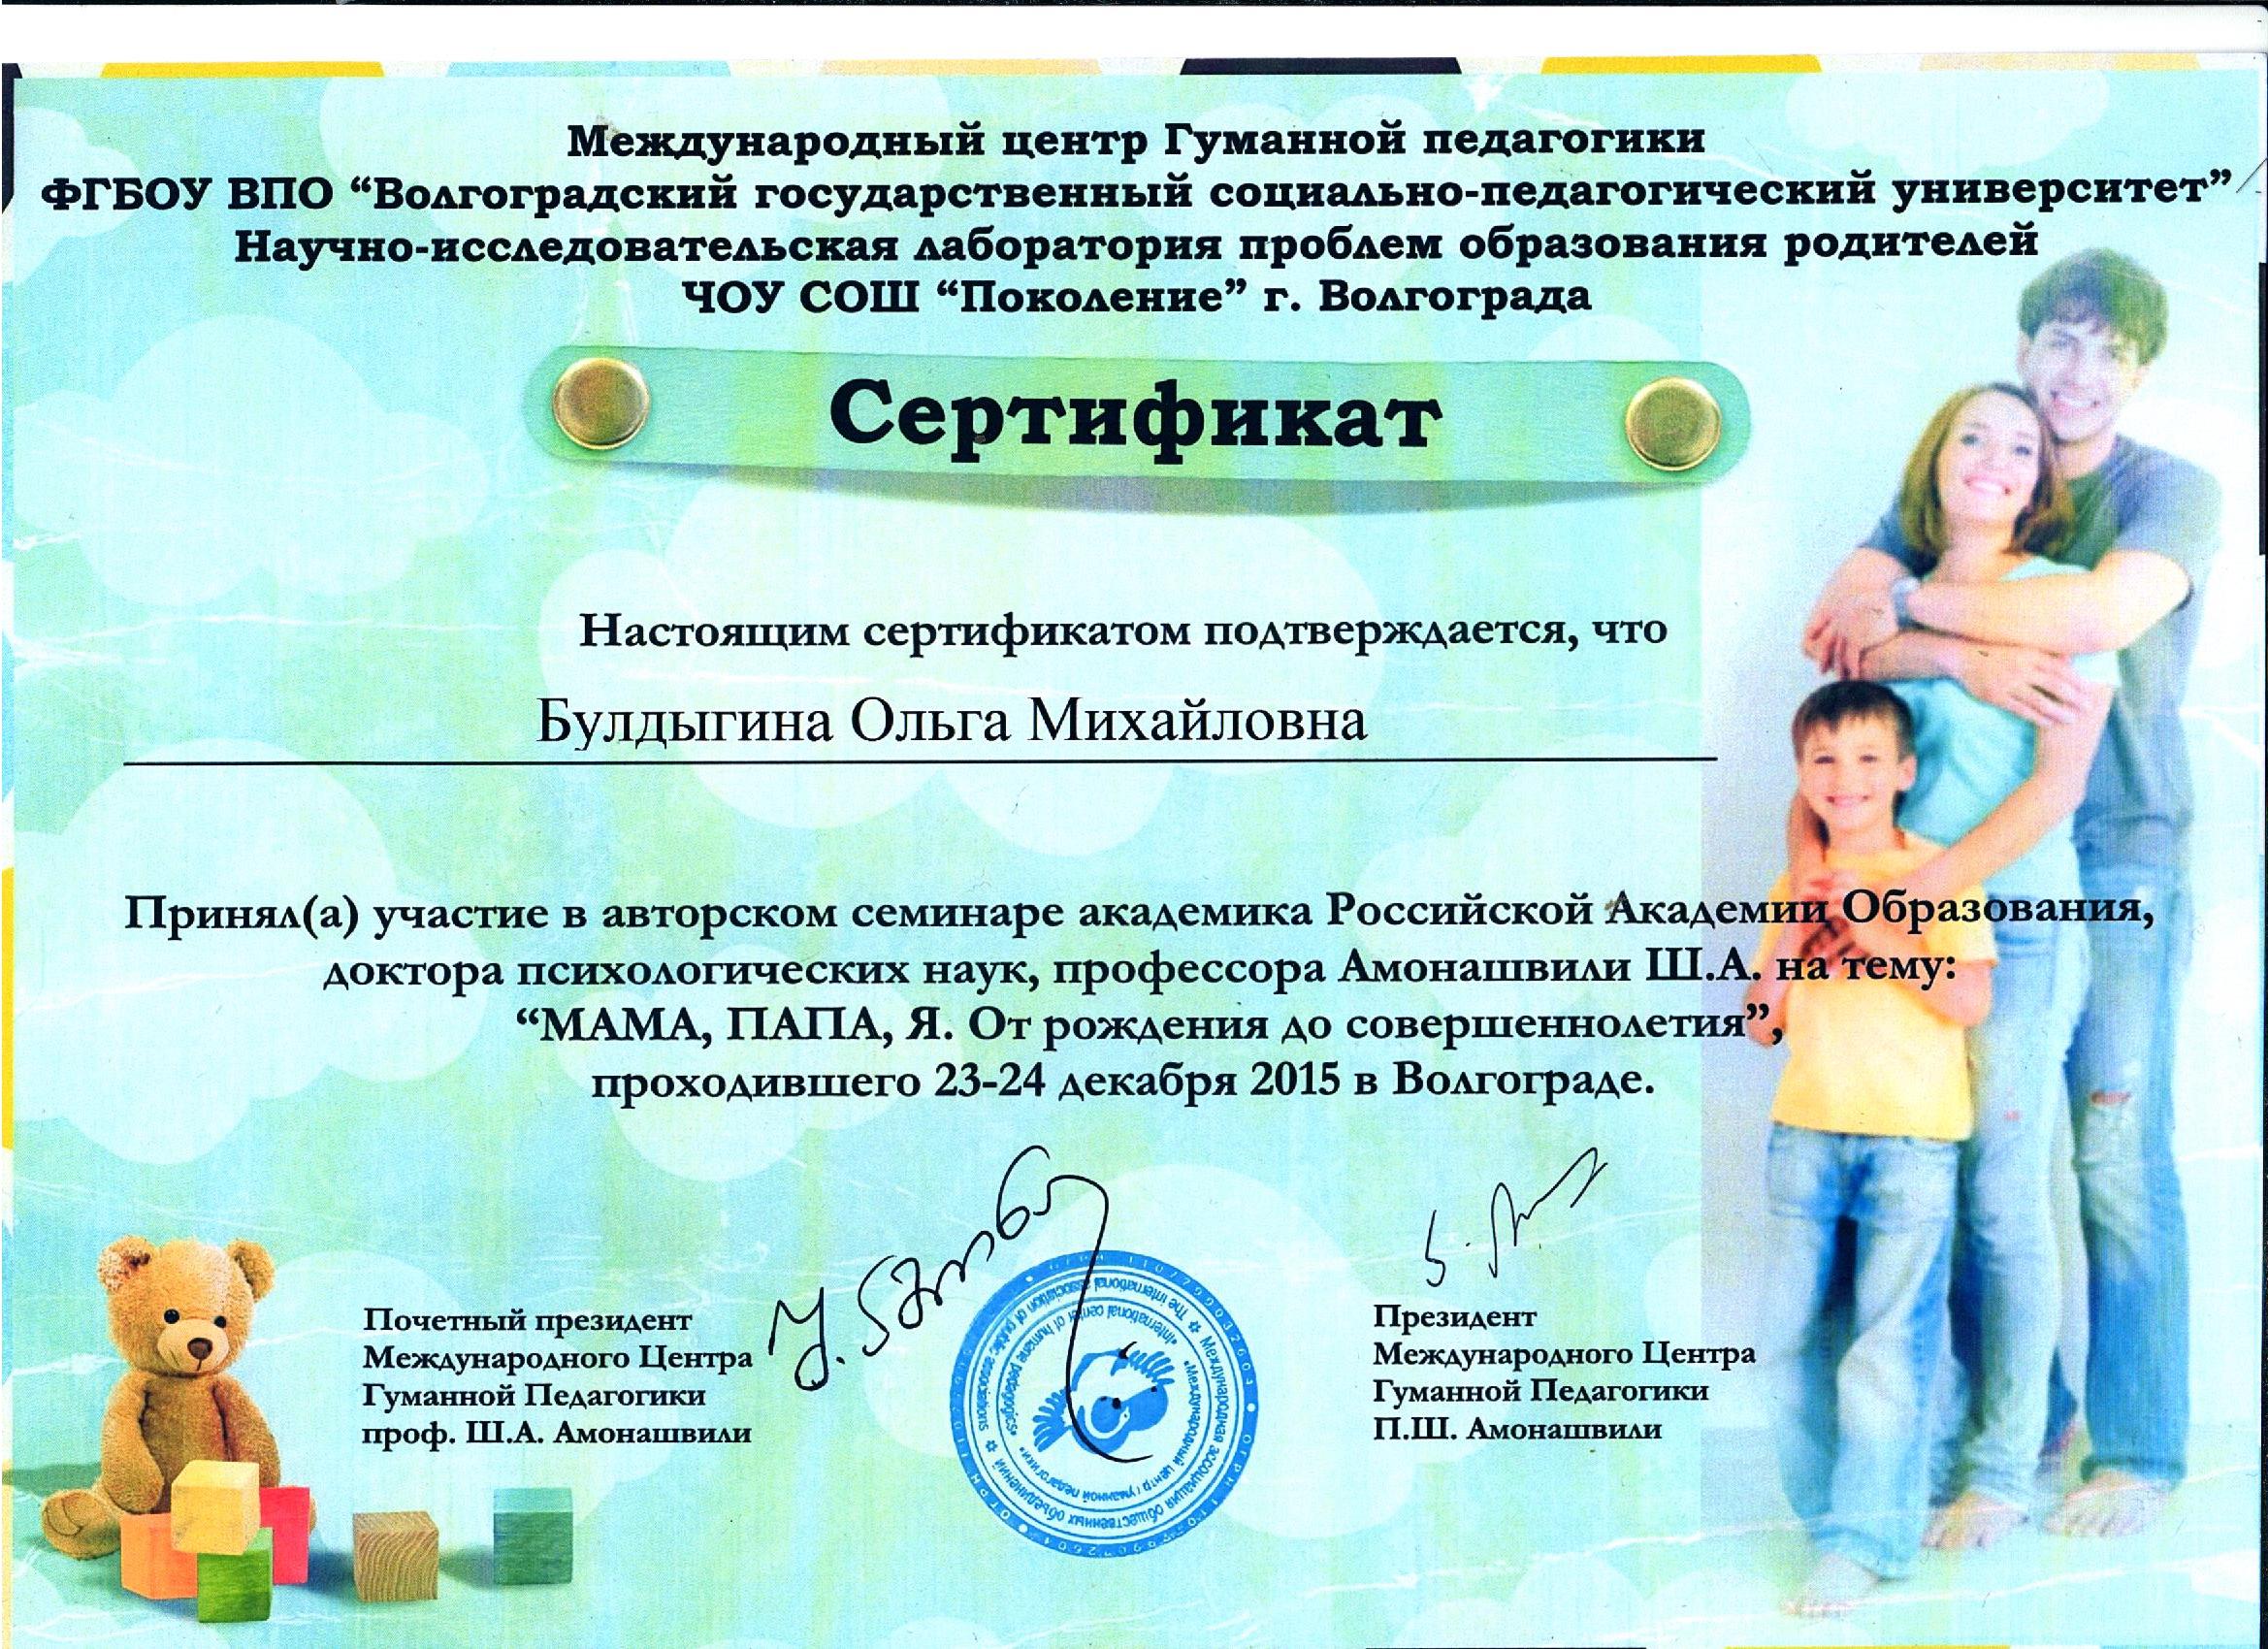 Международный центр Гуманной педагогики
ФГБОУ ВПО “Волгоградский государственный социально-педагогический университет”
Научно-исследовательская лаборатория проблем образования родителей
ЧОУ СОШ “Поколение” г. Волгограда
Сертификат
Настоящим сертификатом подтверждается, что
Булдыгина Ольга Михайловна
Принял(а) участие в авторском семинаре академика Российской Академии Образования,
доктора психологических наук, профессора Амонашвили Ш.А. на тему:
“МАМА, ПАПА, Я. От рождения до совершеннолетия”,
проходившего 23-24 декабря 2015 в Волгограде.
Почетный президент
Международного Центра
Гуманной Педагогики
проф. Ш.А. Амонашвили
Международная ассоциация общественных объединений
The international association of public associations
«Международный центр гуманной педагогики»
«International center of humane pedagogics»
Президент
Международного Центра
Гуманной Педагогики
П.Ш. Амонашвили